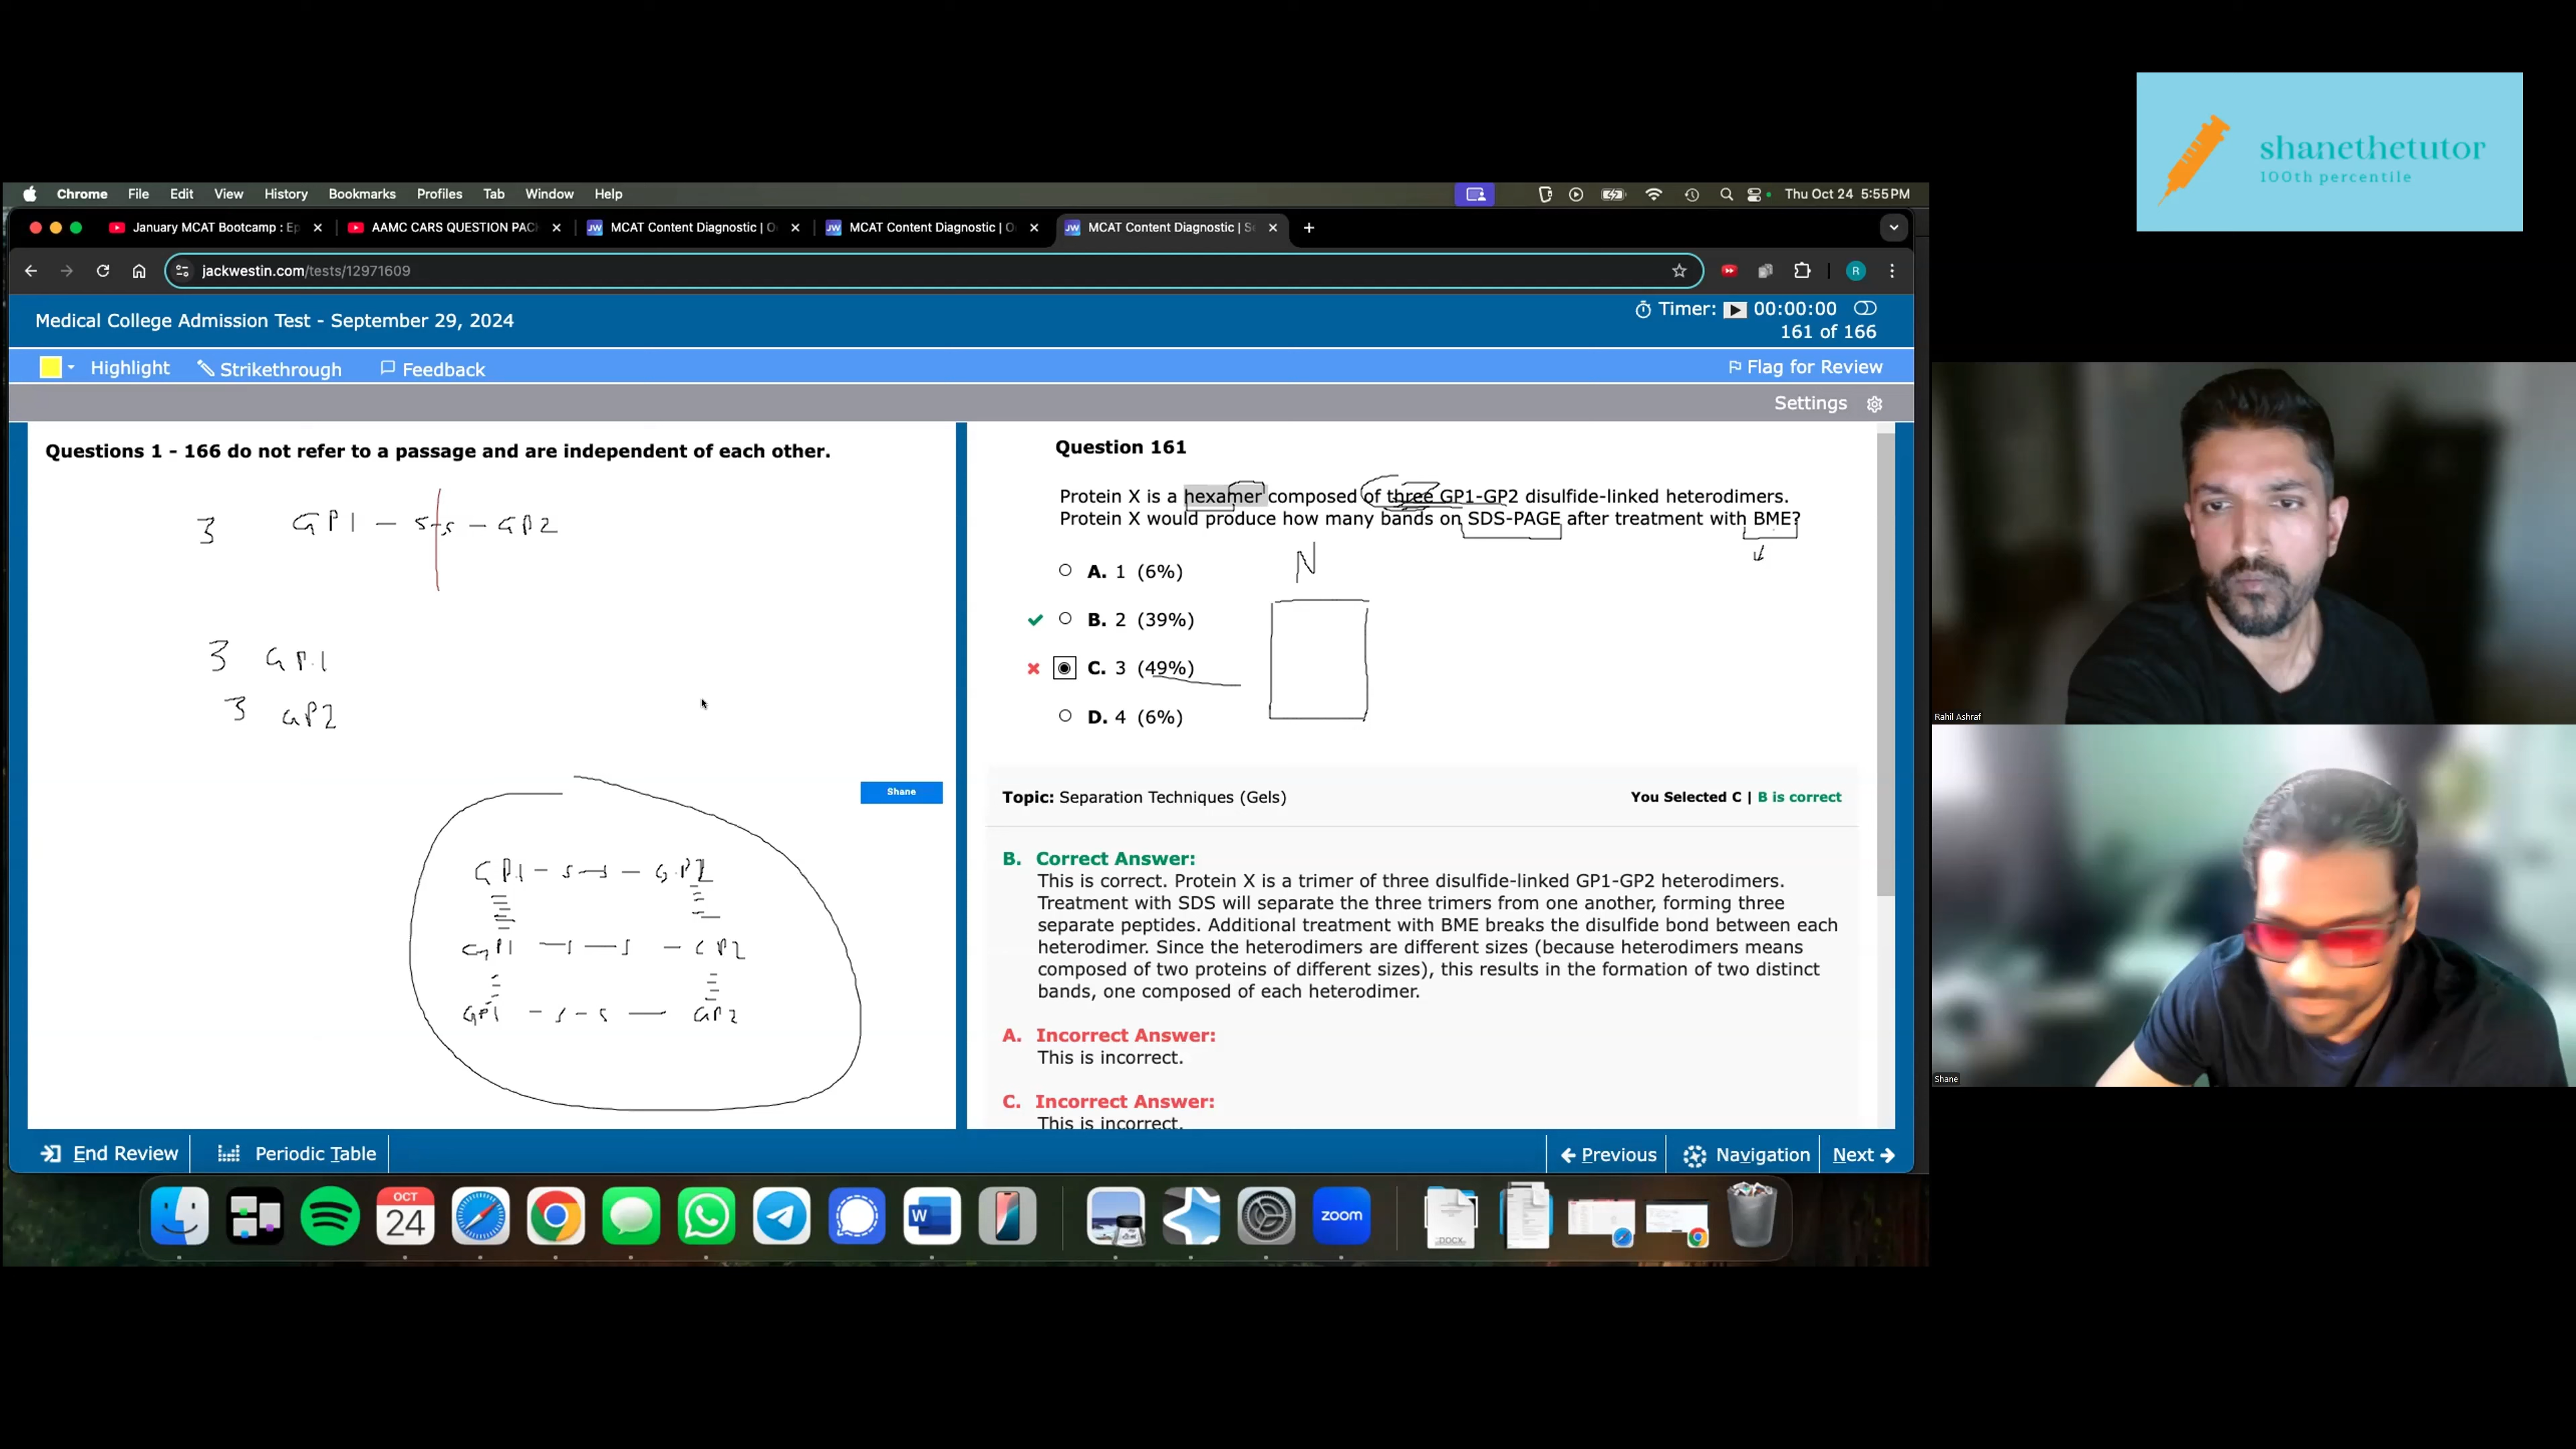 shanethetutor
100th percentile
Chrome File Edit View History Bookmarks Profiles Tab Window Help
Thu Oct 24 5:55 PM
January MCAT Bootcamp : Ep
AAMC CARS QUESTION PAC
MCAT Content Diagnostic | O
MCAT Content Diagnostic | O
MCAT Content Diagnostic | Se
jackwestin.com/tests/12971609
R
Medical College Admission Test - September 29, 2024
Timer: 00:00:00
161 of 166
Highlight Strikethrough Feedback
Flag for Review
Settings
Questions 1 - 166 do not refer to a passage and are independent of each other.
3 GP1 - S-S - GP2
3 GP1
3 GP2
Shane
GP1 - S-S - GP2
GP1 - S - S - GP2
GP1 - S - S - GP2
Question 161
Protein X is a hexamer composed of three GP1-GP2 disulfide-linked heterodimers.
Protein X would produce how many bands on SDS-PAGE after treatment with BME?
N
A. 1 (6%)
B. 2 (39%)
C. 3 (49%)
D. 4 (6%)
Topic: Separation Techniques (Gels)
You Selected C | B is correct
B. Correct Answer:
This is correct. Protein X is a trimer of three disulfide-linked GP1-GP2 heterodimers.
Treatment with SDS will separate the three trimers from one another, forming three
separate peptides. Additional treatment with BME breaks the disulfide bond between each
heterodimer. Since the heterodimers are different sizes (because heterodimers means
composed of two proteins of different sizes), this results in the formation of two distinct
bands, one composed of each heterodimer.
A. Incorrect Answer:
This is incorrect.
C. Incorrect Answer:
This is incorrect.
End Review Periodic Table
Previous Navigation Next
OCT
24
W
zoom
DOCX
Rahil Ashraf
Shane